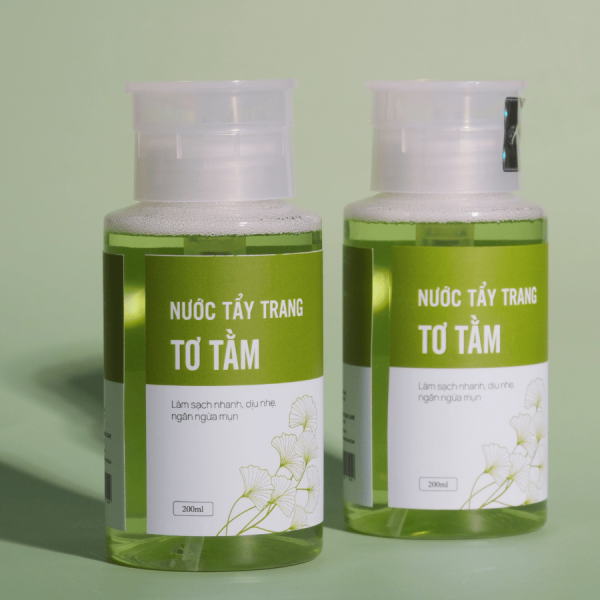 NƯỚC TẨY TRANG
TƠ TẰM
Làm sạch nhanh, dịu nhẹ,
ngăn ngừa mụn
200ml
NƯỚC TẨY TRANG
TƠ TẰM
Làm sạch nhanh, dịu nhẹ,
ngăn ngừa mụn
200ml